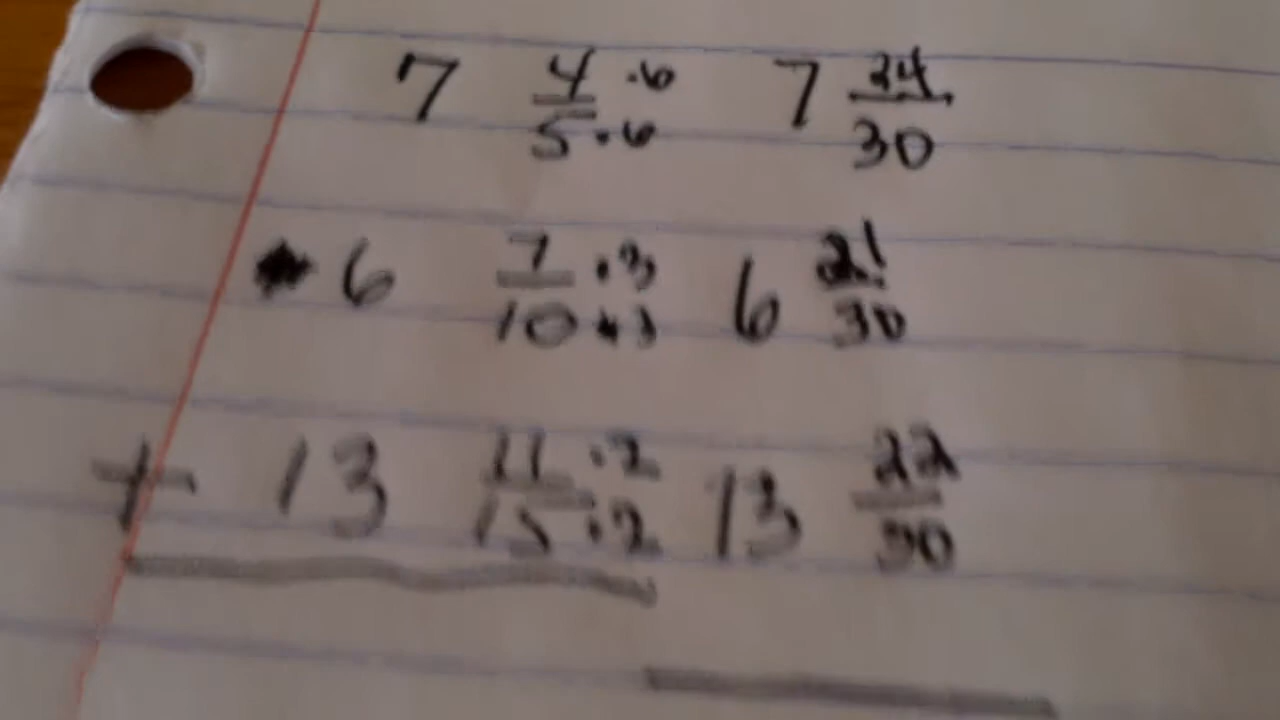 7 4/5 ·6 ·6 7 24/30
6 7/10 ·3 ·3 6 21/30
+ 13 11/15 ·2 ·2 13 22/30